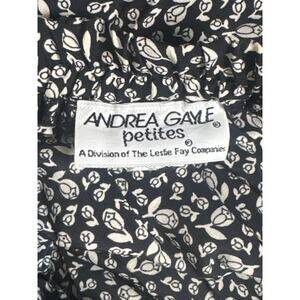 ANDREA GAYLE®
petites®
A Division of The Leslie Fay Companies